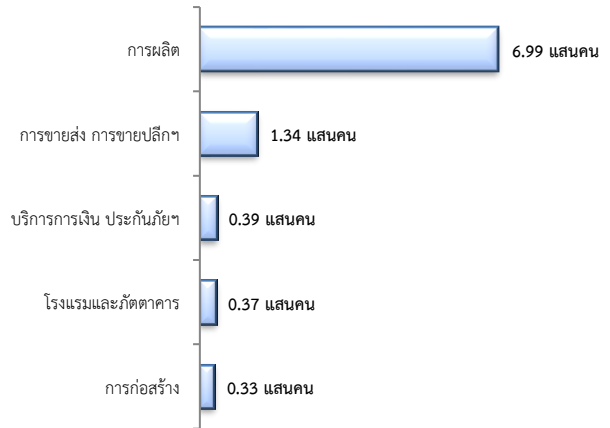 การผลิต 6.99 แสนคน
การขายส่ง การขายปลีกฯ 1.34 แสนคน
บริการการเงิน ประกันภัยฯ 0.39 แสนคน
โรงแรมและภัตตาคาร 0.37 แสนคน
การก่อสร้าง 0.33 แสนคน